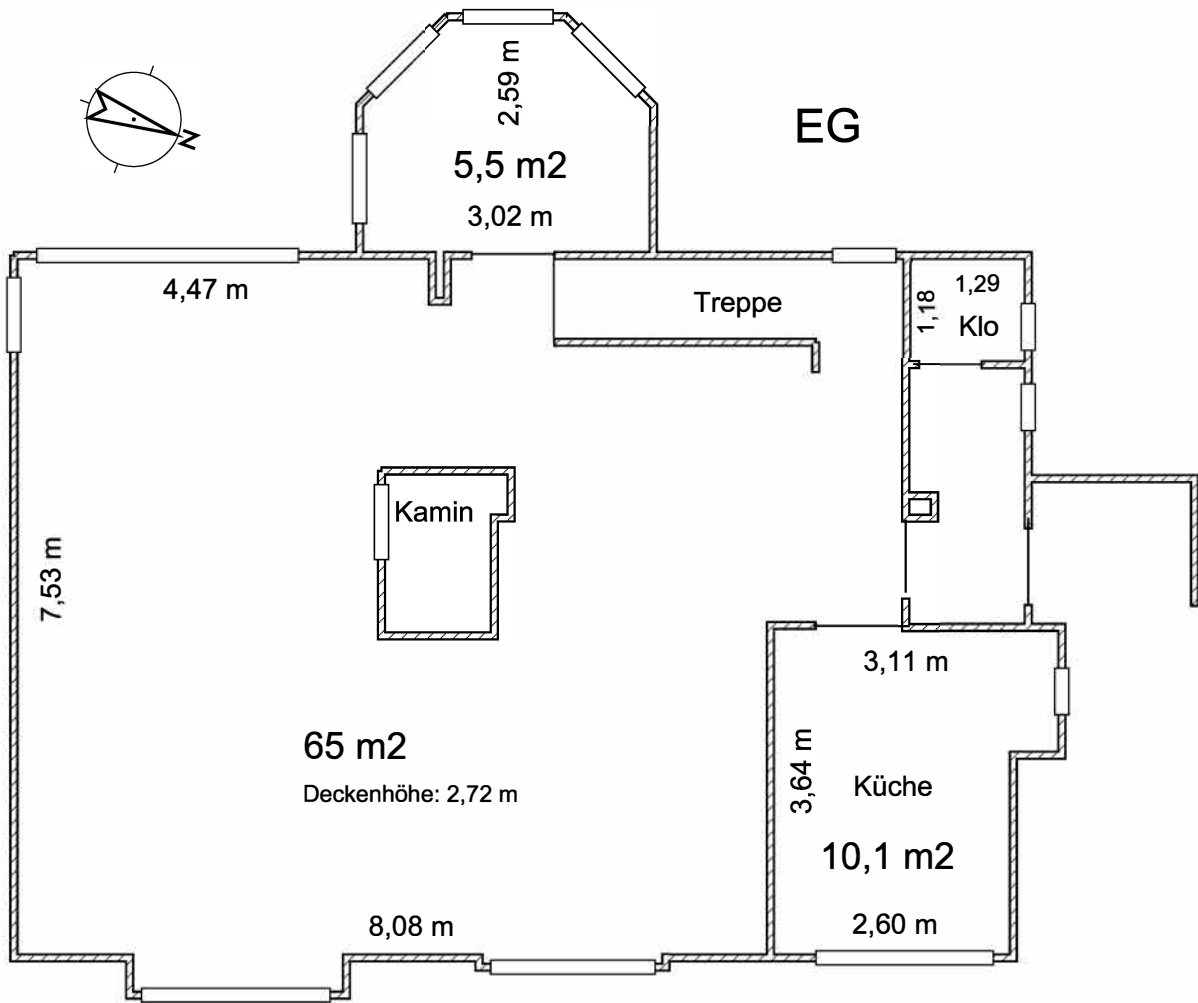 2,59 m
EG
N
5,5 m2
3,02 m
4,47 m
Treppe
1,29
1,18
Klo
Kamin
7,53 m
3,11 m
65 m2
Deckenhöhe: 2,72 m
3,64 m
Küche
10,1 m2
8,08 m
2,60 m